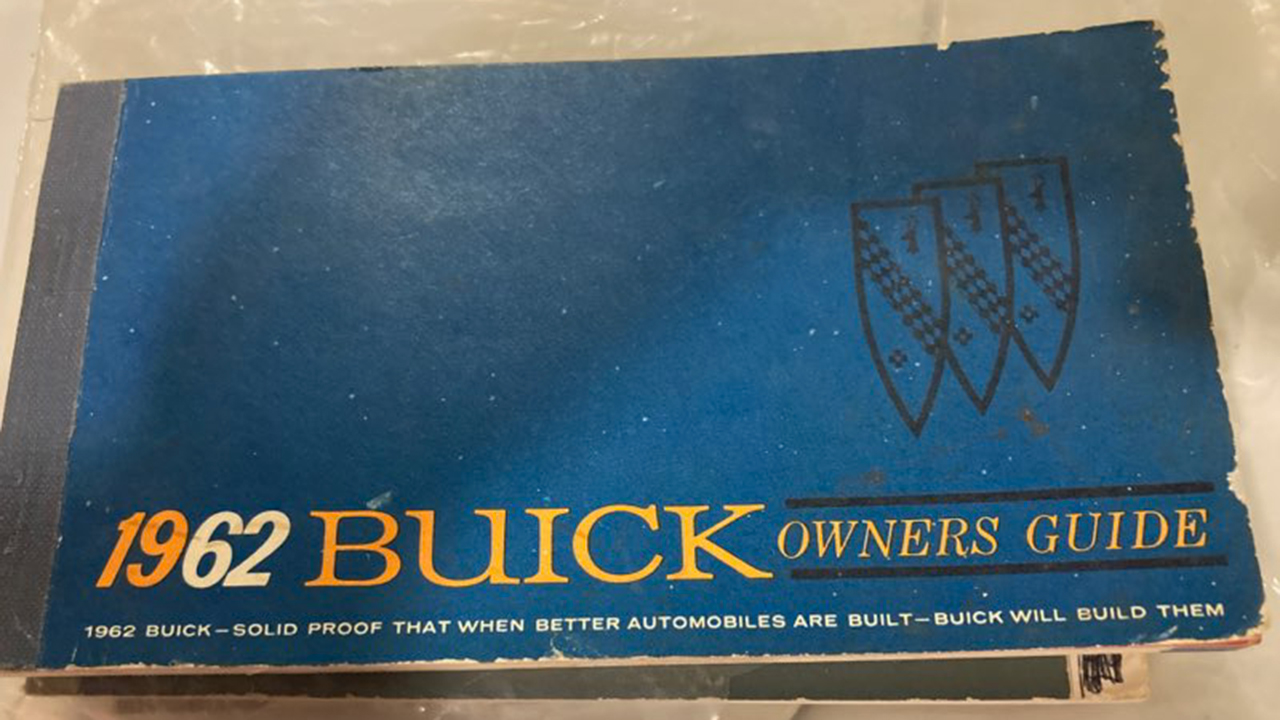 1962 BUICK OWNERS GUIDE
1962 BUICK—SOLID PROOF THAT WHEN BETTER AUTOMOBILES ARE BUILT—BUICK WILL BUILD THEM